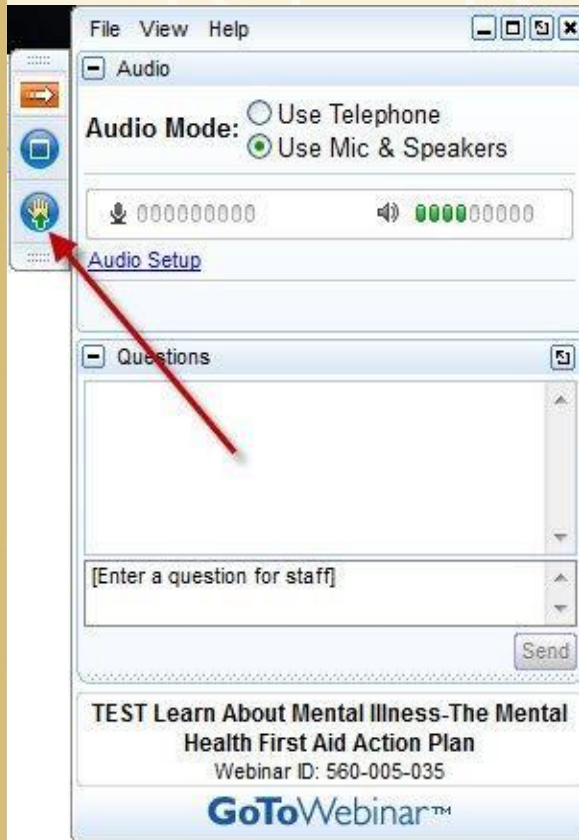 File View Help
Audio
Audio Mode: Use Telephone
Use Mic & Speakers
Audio Setup
Questions
[Enter a question for staff]
Send
TEST Learn About Mental Illness-The Mental
Health First Aid Action Plan
Webinar ID: 560-005-035
GoToWebinar™